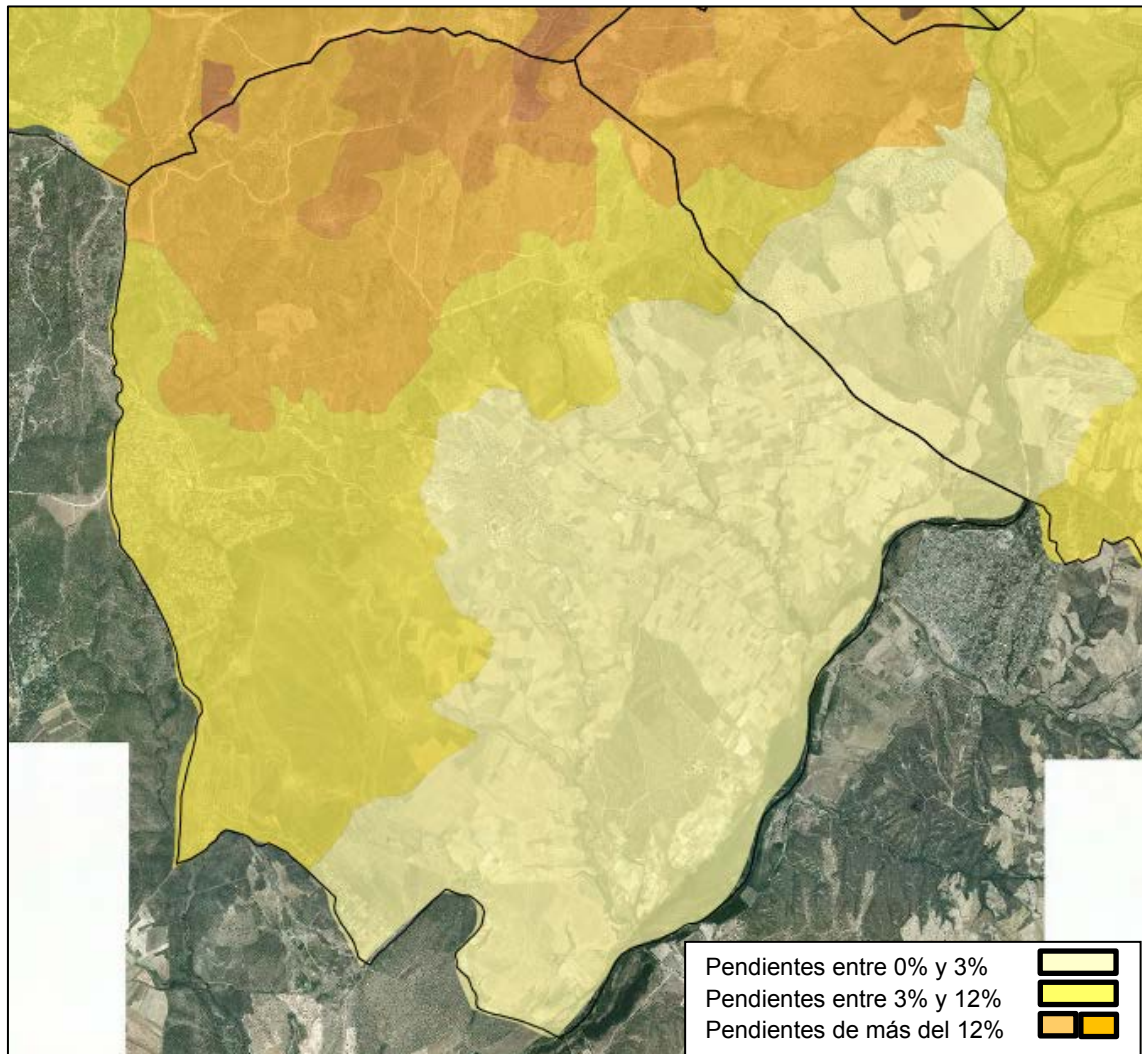 Pendientes entre 0% y 3%
Pendientes entre 3% y 12%
Pendientes de más del 12%